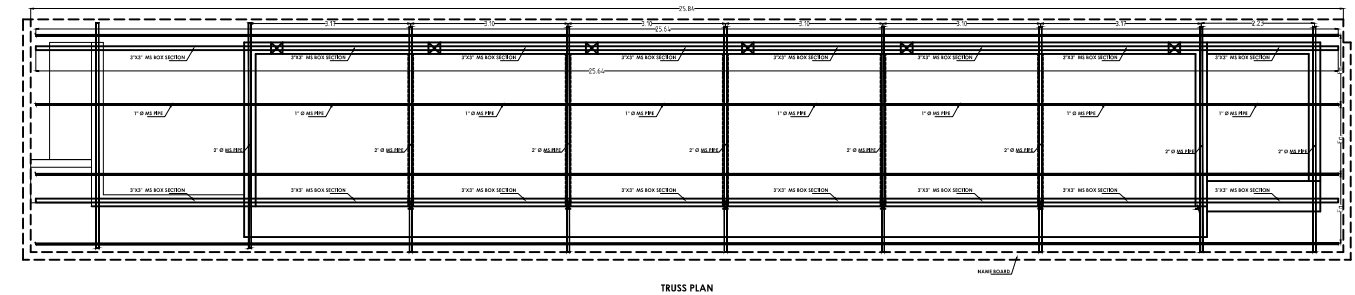 25.84
3.17 3.10 3.10 3.10 3.10 3.17 2.23
25.64
3"X3" MS BOX SECTION 3"X3" MS BOX SECTION 3"X3" MS BOX SECTION 3"X3" MS BOX SECTION 3"X3" MS BOX SECTION 3"X3" MS BOX SECTION 3"X3" MS BOX SECTION 3"X3" MS BOX SECTION
25.64
1" Ø MS PIPE 1" Ø MS PIPE 1" Ø MS PIPE 1" Ø MS PIPE 1" Ø MS PIPE 1" Ø MS PIPE 1" Ø MS PIPE 1" Ø MS PIPE
2" Ø MS PIPE 2" Ø MS PIPE 2" Ø MS PIPE 2" Ø MS PIPE 2" Ø MS PIPE 2" Ø MS PIPE 2" Ø MS PIPE 2" Ø MS PIPE
3"X3" MS BOX SECTION 3"X3" MS BOX SECTION 3"X3" MS BOX SECTION 3"X3" MS BOX SECTION 3"X3" MS BOX SECTION 3"X3" MS BOX SECTION 3"X3" MS BOX SECTION 3"X3" MS BOX SECTION
NAME BOARD
TRUSS PLAN